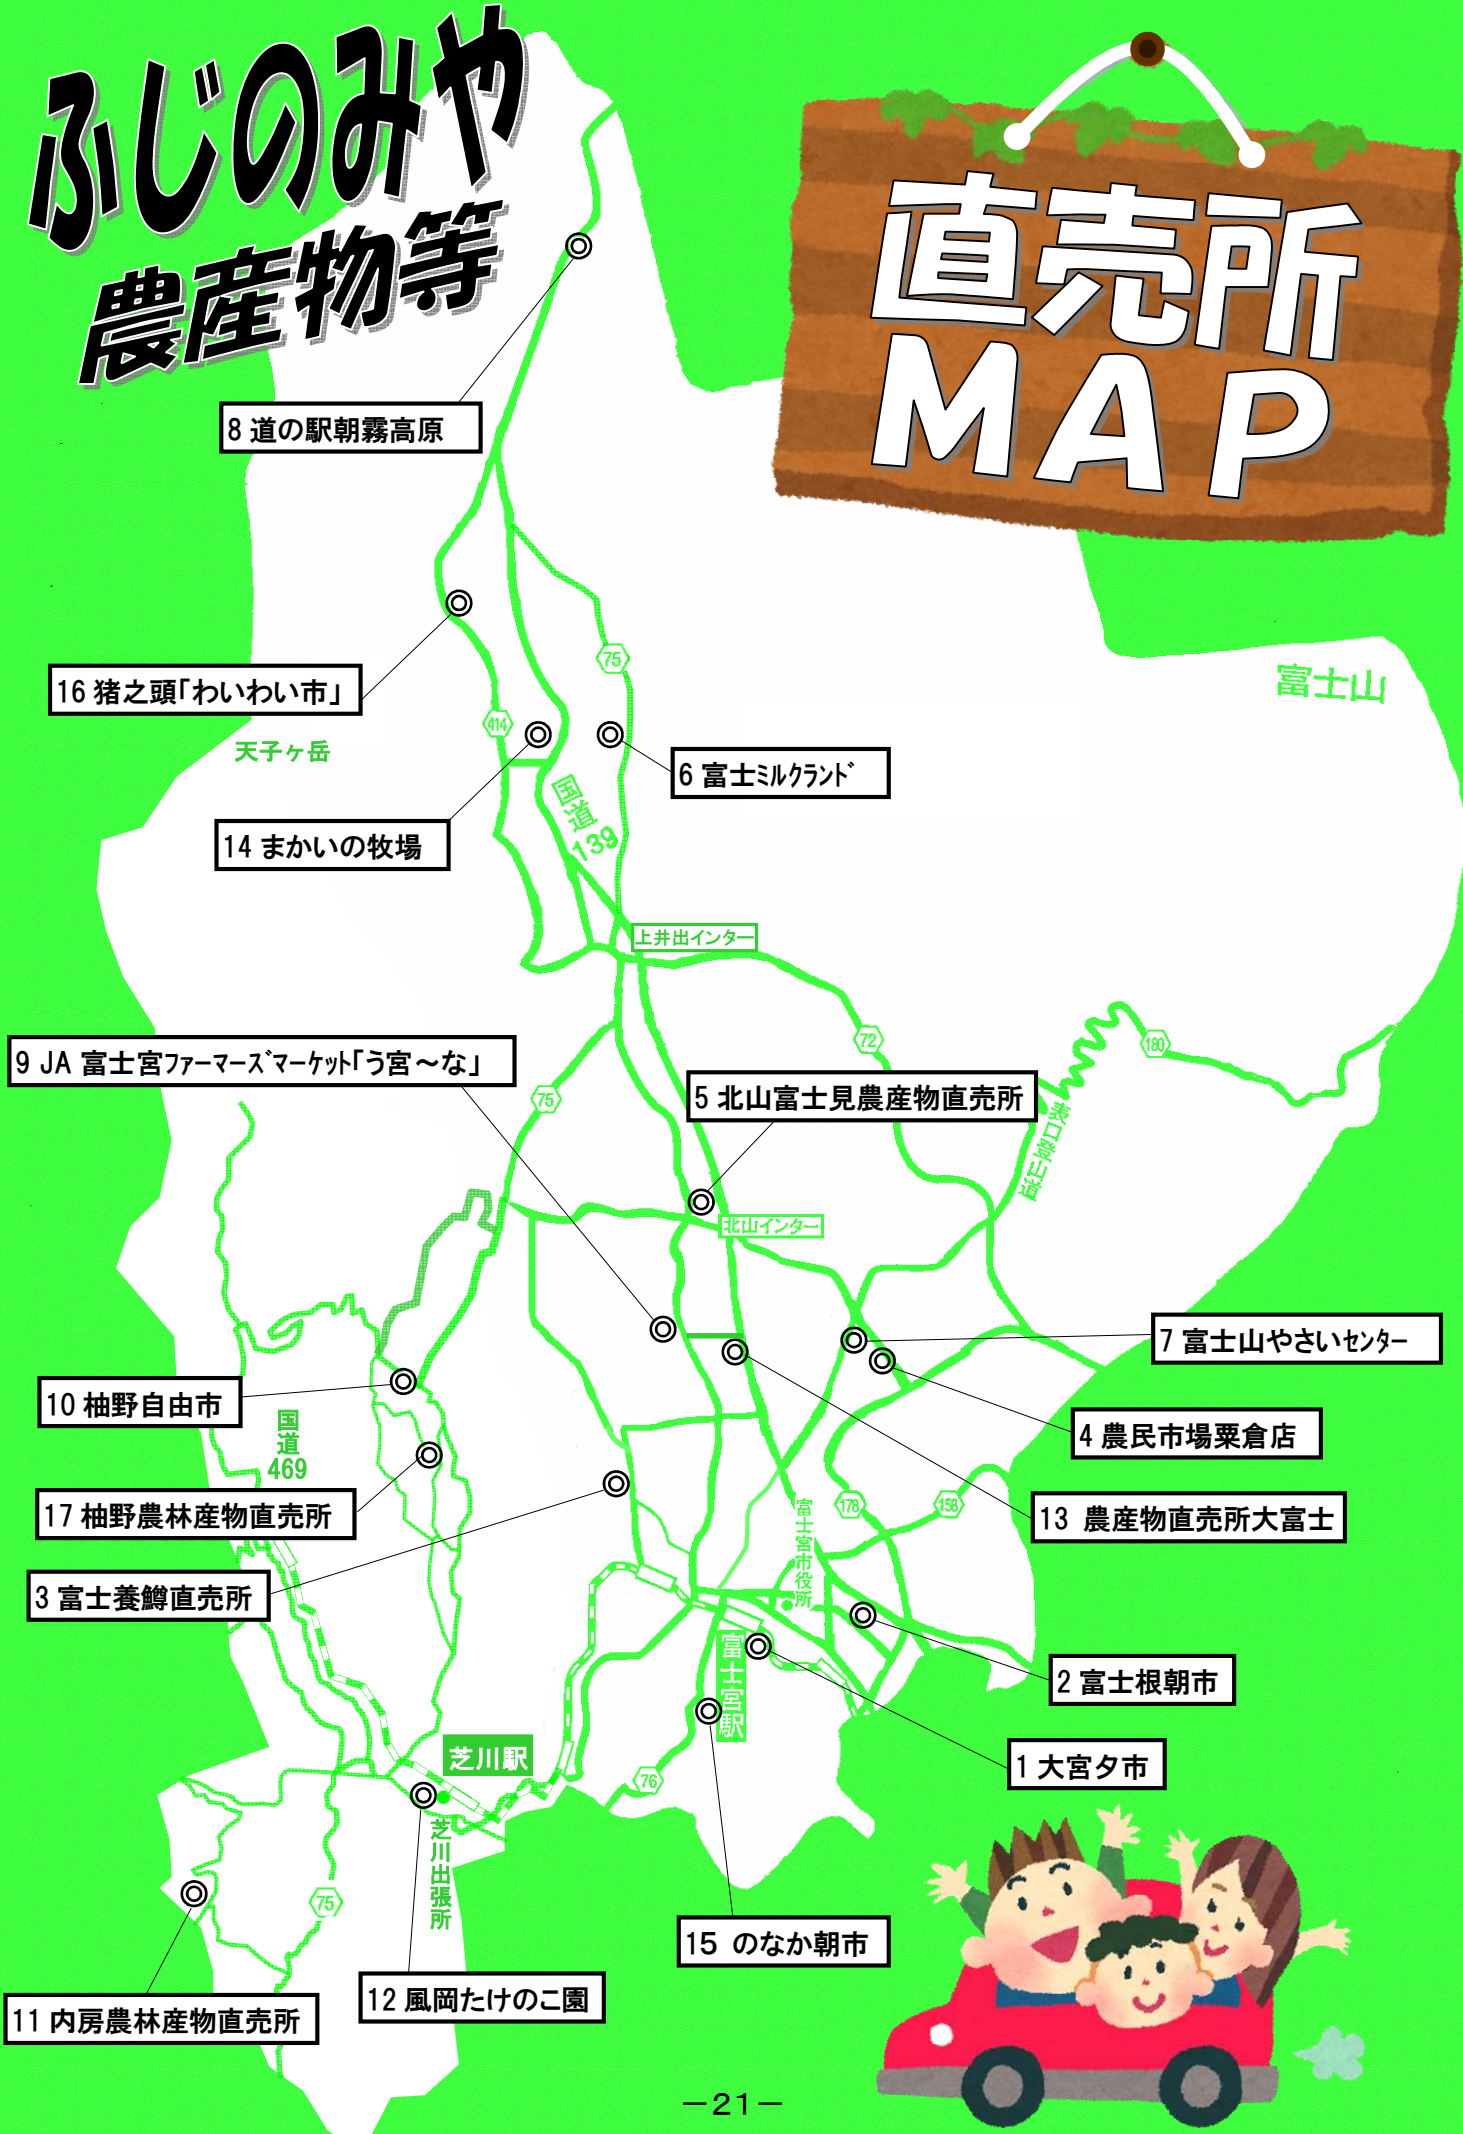 ふじのみや
農産物等
直売所
MAP
8 道の駅朝霧高原
16 猪之頭｢わいわい市｣
75
富士山
414
天子ヶ岳
6 富士ﾐﾙｸﾗﾝﾄﾞ
国道
139
14 まかいの牧場
上井出インター
72
180
9 JA 富士宮ﾌｧｰﾏｰｽﾞﾏｰｹｯﾄ｢う宮～な｣
75
5 北山富士見農産物直売所
表口登山道
北山インター
7 富士山やさいｾﾝﾀｰ
10 柚野自由市
国道
469
4 農民市場粟倉店
17 柚野農林産物直売所
178
158
13 農産物直売所大富士
富士宮市役所
3 富士養鱒直売所
2 富士根朝市
富士宮駅
芝川駅
76
1 大宮夕市
芝川出張所
75
15 のなか朝市
12 風岡たけのこ園
11 内房農林産物直売所
－21－